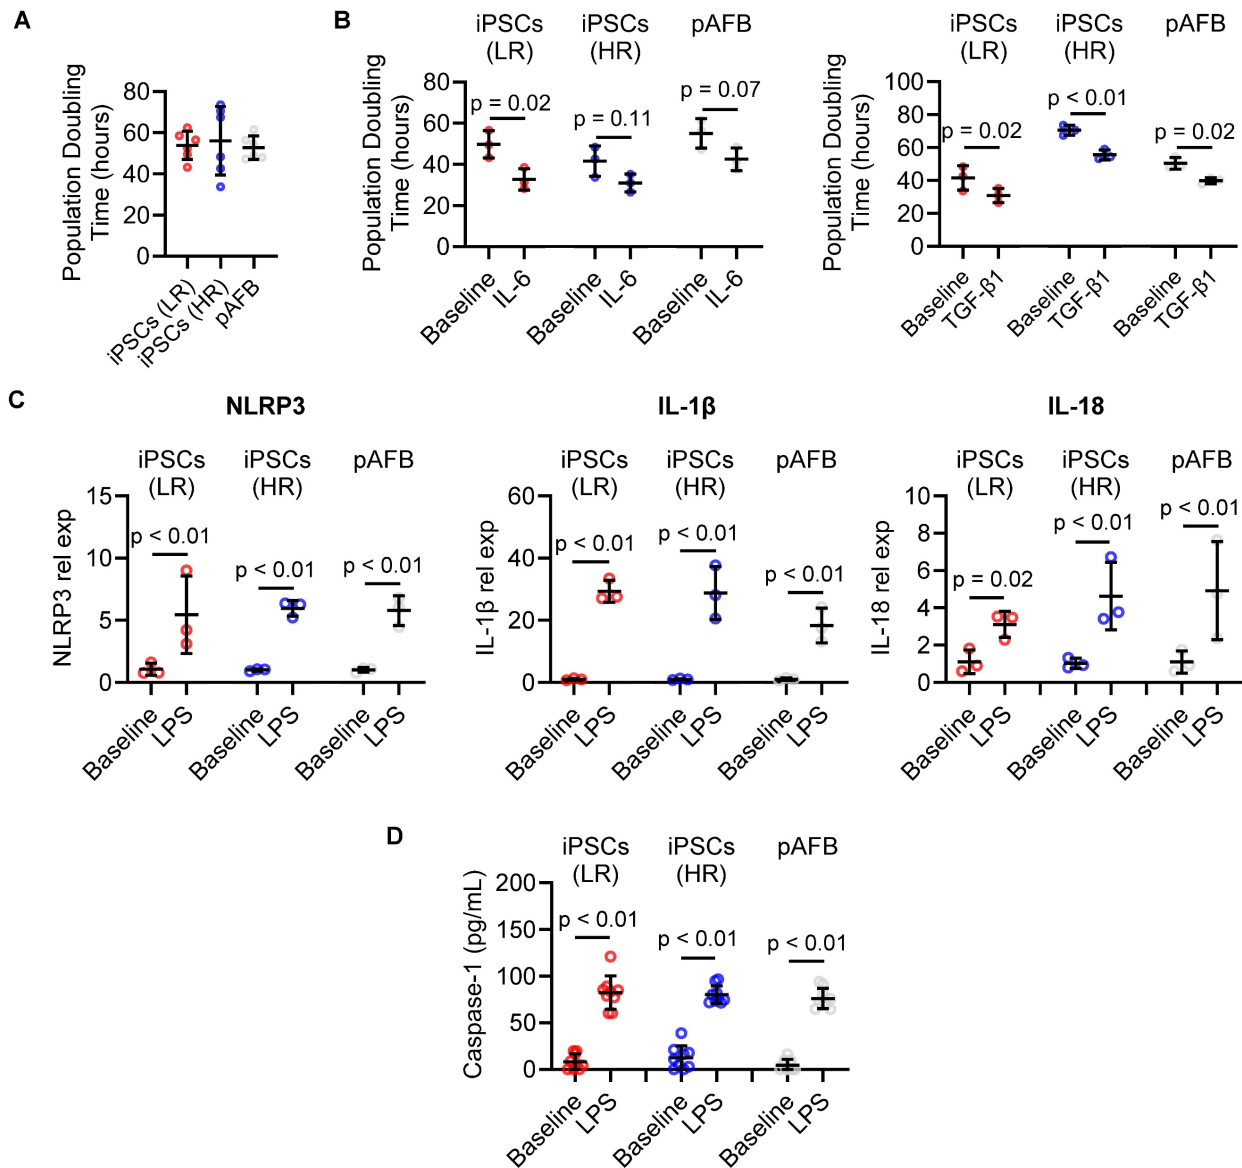 A
Population Doubling
Time (hours)
80
60
40
20
0
iPSCs (LR)
iPSCs (HR)
pAFB
B
iPSCs
(LR)
iPSCs
(HR)
pAFB
Population Doubling
Time (hours)
80
60
40
20
0
p = 0.02
p = 0.11
p = 0.07
Baseline
IL-6
Baseline
IL-6
Baseline
IL-6
iPSCs
(LR)
iPSCs
(HR)
pAFB
Population Doubling
Time (hours)
100
80
60
40
20
0
p = 0.02
p < 0.01
p = 0.02
Baseline
TGF-β1
Baseline
TGF-β1
Baseline
TGF-β1
C
NLRP3
iPSCs
(LR)
iPSCs
(HR)
pAFB
NLRP3 rel exp
15
10
5
0
p < 0.01
p < 0.01
p < 0.01
Baseline
LPS
Baseline
LPS
Baseline
LPS
IL-1β
iPSCs
(LR)
iPSCs
(HR)
pAFB
IL-1β rel exp
60
40
20
0
p < 0.01
p < 0.01
p < 0.01
Baseline
LPS
Baseline
LPS
Baseline
LPS
IL-18
iPSCs
(LR)
iPSCs
(HR)
pAFB
IL-18 rel exp
10
8
6
4
2
0
p = 0.02
p < 0.01
p < 0.01
Baseline
LPS
Baseline
LPS
Baseline
LPS
D
iPSCs
(LR)
iPSCs
(HR)
pAFB
Caspase-1 (pg/mL)
200
150
100
50
0
p < 0.01
p < 0.01
p < 0.01
Baseline
LPS
Baseline
LPS
Baseline
LPS